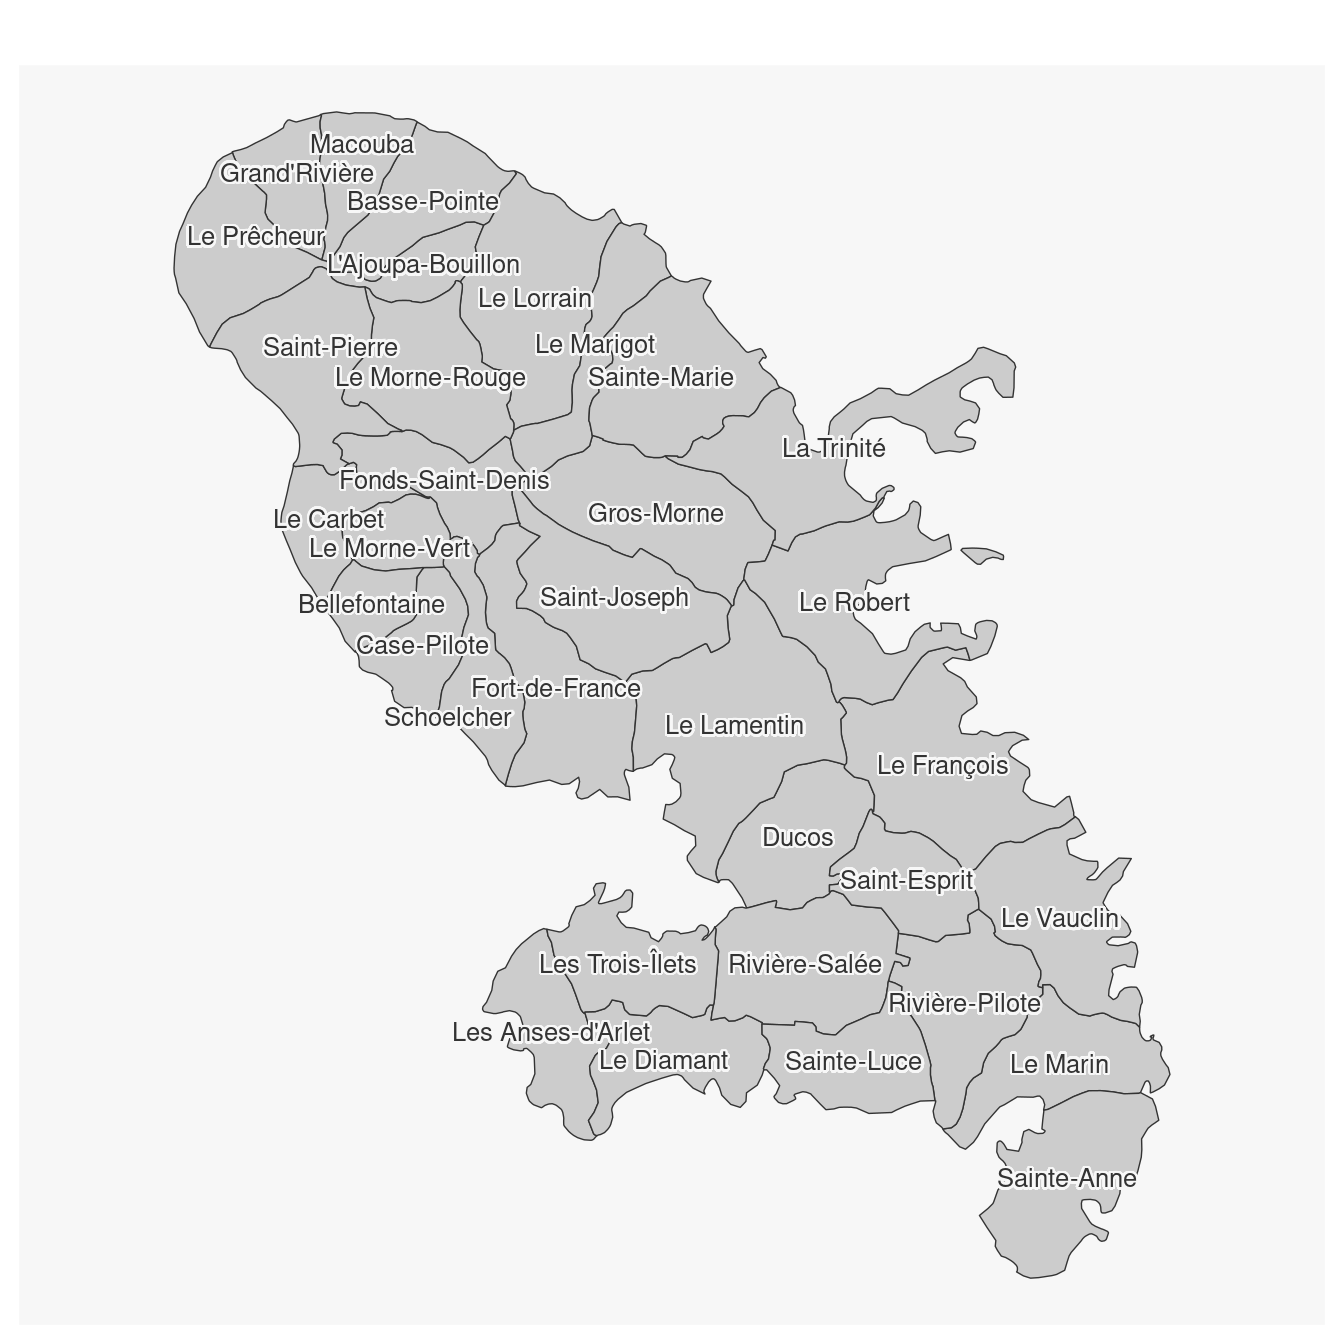 Macouba
Grand'Rivière
Basse-Pointe
Le Prêcheur
L'Ajoupa-Bouillon
Le Lorrain
Le Marigot
Saint-Pierre
Le Morne-Rouge
Sainte-Marie
La Trinité
Fonds-Saint-Denis
Gros-Morne
Le Carbet
Le Morne-Vert
Saint-Joseph
Le Robert
Bellefontaine
Case-Pilote
Fort-de-France
Schoelcher
Le Lamentin
Le François
Ducos
Saint-Esprit
Le Vauclin
Les Trois-Îlets
Rivière-Salée
Rivière-Pilote
Les Anses-d'Arlet
Le Diamant
Sainte-Luce
Le Marin
Sainte-Anne